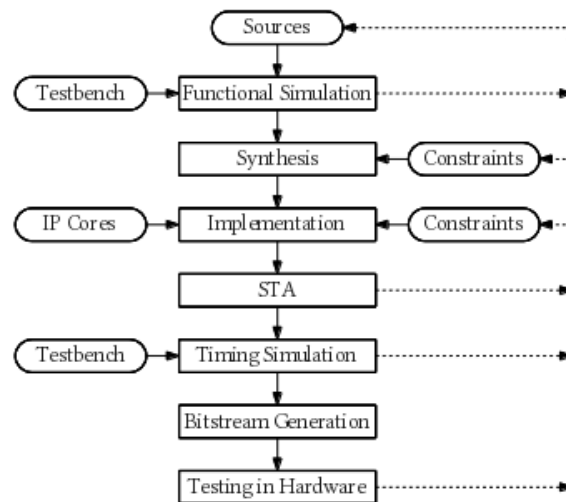 Sources
Testbench
Functional Simulation
Synthesis
Constraints
IP Cores
Implementation
Constraints
STA
Testbench
Timing Simulation
Bitstream Generation
Testing in Hardware